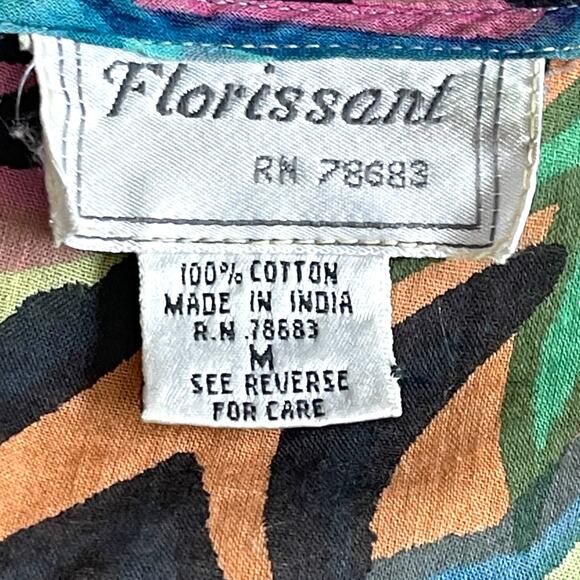 Florissant
RN 78683
100% COTTON
MADE IN INDIA
R.N.78683
M
SEE REVERSE
FOR CARE